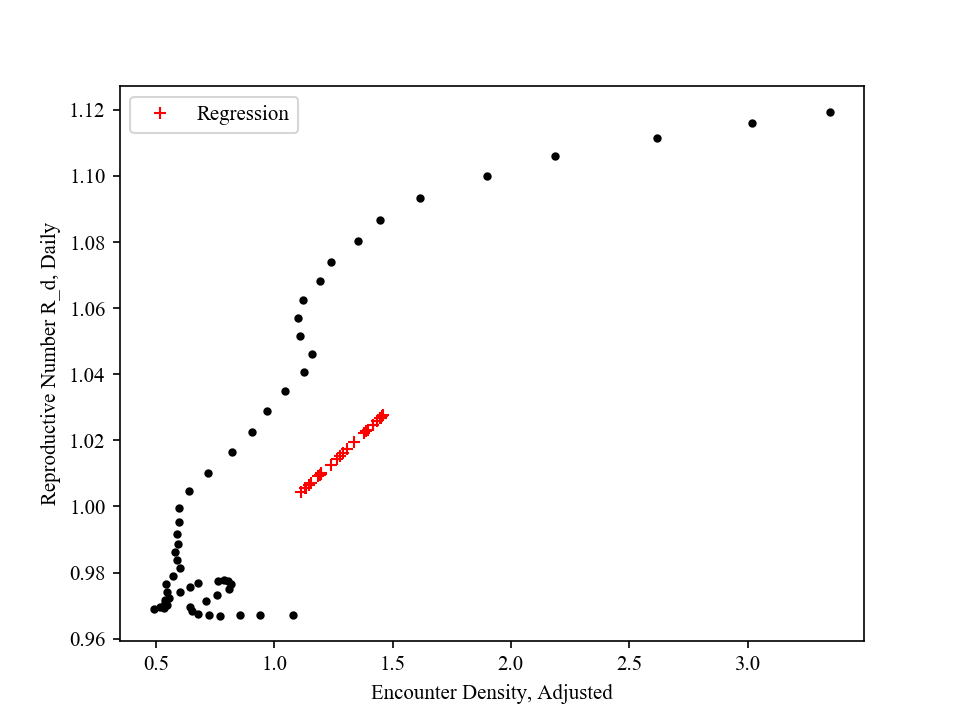 Regression
1.12
1.10
1.08
1.06
1.04
1.02
1.00
0.98
0.96
Reproductive Number R_d, Daily
0.5 1.0 1.5 2.0 2.5 3.0
Encounter Density, Adjusted